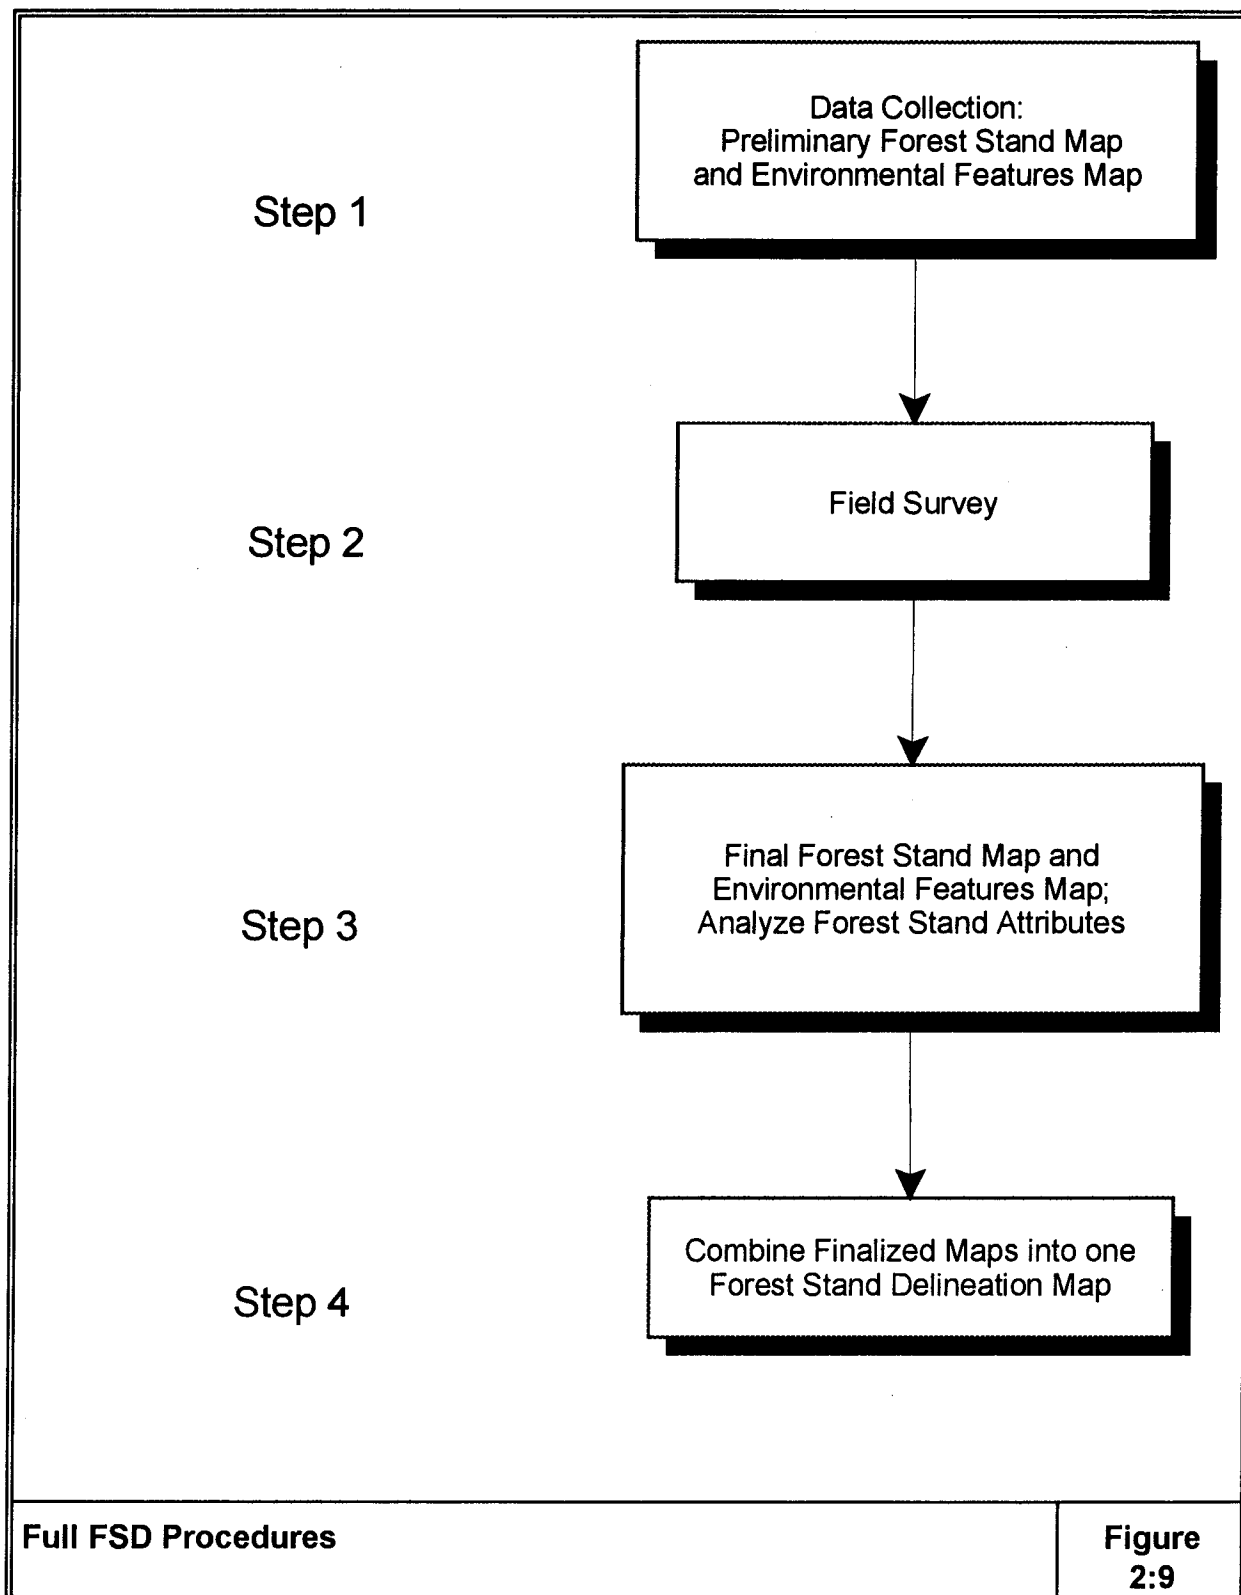 Data Collection:
Preliminary Forest Stand Map
and Environmental Features Map
Step 1
Field Survey
Step 2
Final Forest Stand Map and
Environmental Features Map;
Analyze Forest Stand Attributes
Step 3
Combine Finalized Maps into one
Forest Stand Delineation Map
Step 4
Full FSD Procedures
Figure
2:9